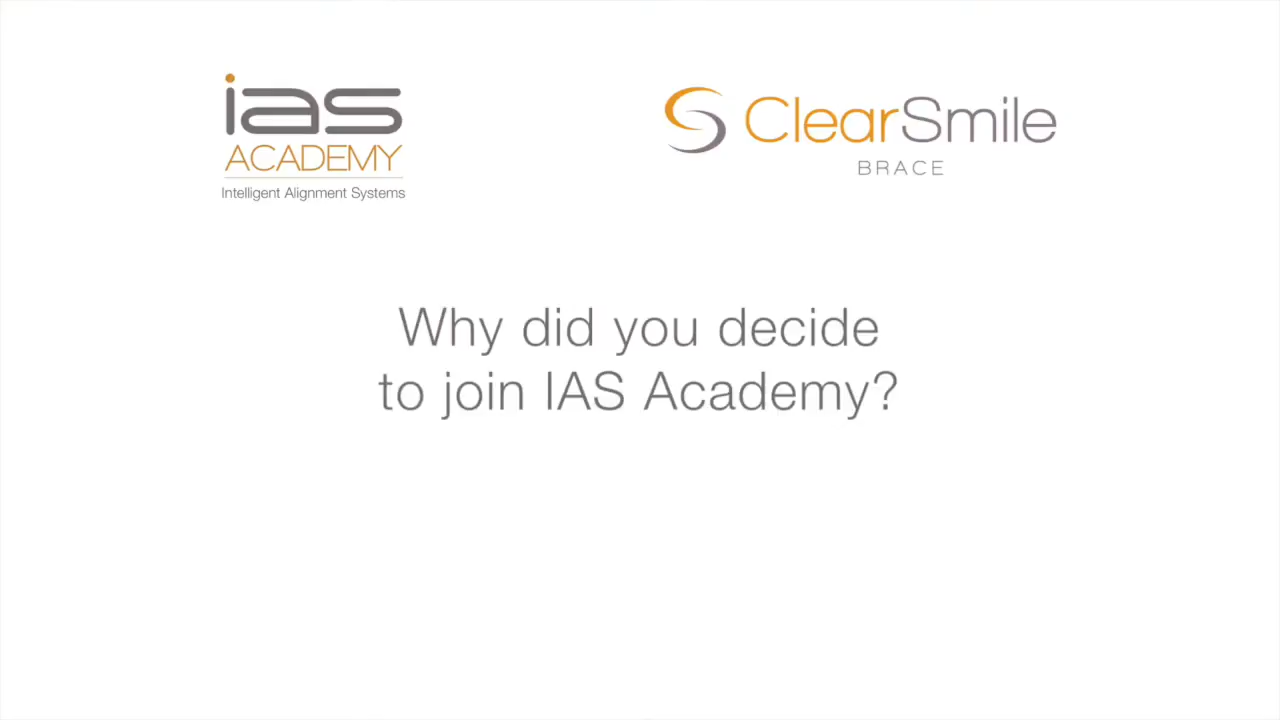 ias
ACADEMY
Intelligent Alignment Systems
ClearSmile
BRACE
Why did you decide
to join IAS Academy?